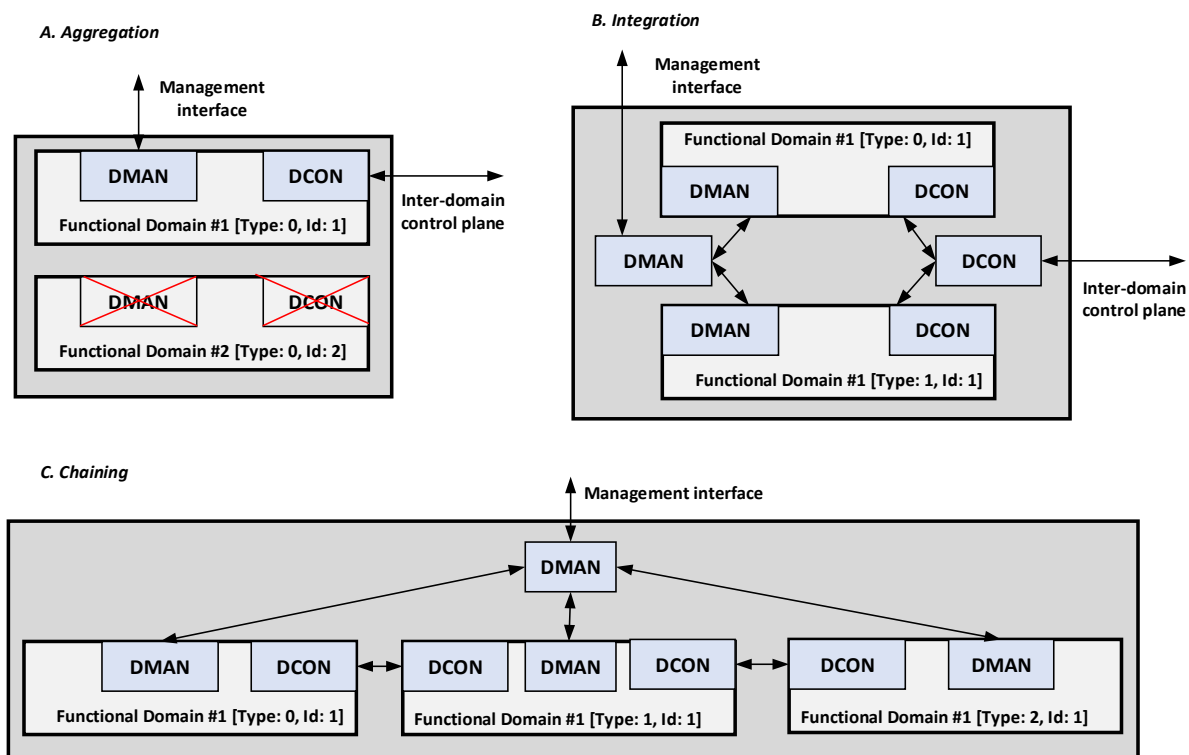 A. Aggregation
Management
interface
DMAN
DCON
Functional Domain #1 [Type: 0, Id: 1]
Inter-domain
control plane
DMAN
DCON
Functional Domain #2 [Type: 0, Id: 2]
B. Integration
Management
interface
Functional Domain #1 [Type: 0, Id: 1]
DMAN
DCON
DMAN
DCON
Inter-domain
control plane
DMAN
DCON
Functional Domain #1 [Type: 1, Id: 1]
C. Chaining
Management interface
DMAN
DMAN
DCON
Functional Domain #1 [Type: 0, Id: 1]
DCON
DMAN
DCON
Functional Domain #1 [Type: 1, Id: 1]
DCON
DMAN
Functional Domain #1 [Type: 2, Id: 1]